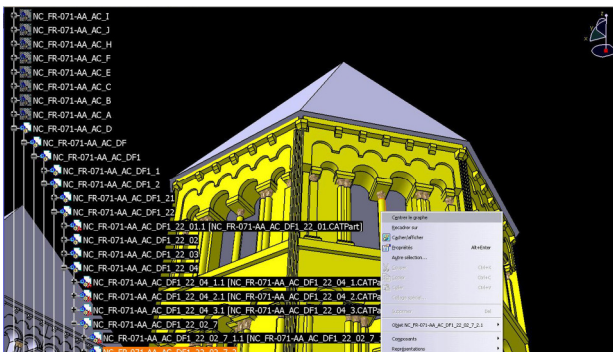 NC_FR-071-AA_AC_I
NC_FR-071-AA_AC_J
NC_FR-071-AA_AC_H
NC_FR-071-AA_AC_F
NC_FR-071-AA_AC_E
NC_FR-071-AA_AC_C
NC_FR-071-AA_AC_B
NC_FR-071-AA_AC_A
NC_FR-071-AA_AC_D
NC_FR-071-AA_AC_DF
NC_FR-071-AA_AC_DF1
NC_FR-071-AA_AC_DF1_1
NC_FR-071-AA_AC_DF1_2
NC_FR-071-AA_AC_DF1_21
NC_FR-071-AA_AC_DF1_22
NC_FR-071-AA_AC_DF1_22_01.1 [NC_FR-071-AA_AC_DF1_22_01.CATPart]
NC_FR-071-AA_AC_DF1_22_02
NC_FR-071-AA_AC_DF1_22_03
NC_FR-071-AA_AC_DF1_22_04
NC_FR-071-AA_AC_DF1_22_04_1.1 [NC_FR-071-AA_AC_DF1_22_04_1.CATPa
NC_FR-071-AA_AC_DF1_22_04_2.1 [NC_FR-071-AA_AC_DF1_22_04_2.CATPa
NC_FR-071-AA_AC_DF1_22_04_3.1 [NC_FR-071-AA_AC_DF1_22_04_3.CATPa
NC_FR-071-AA_AC_DF1_22_02_7
NC_FR-071-AA_AC_DF1_22_02_7_1.1 [NC_FR-071-AA_AC_DF1_22_02_7
Centrer le graphe
Recadrer sur
Cacher/afficher
Propriétés Alt+Enter
Autre sélection...
Objet NC_FR-071-AA_AC_DF1_22_02_7_2.1
Composants
Représentations